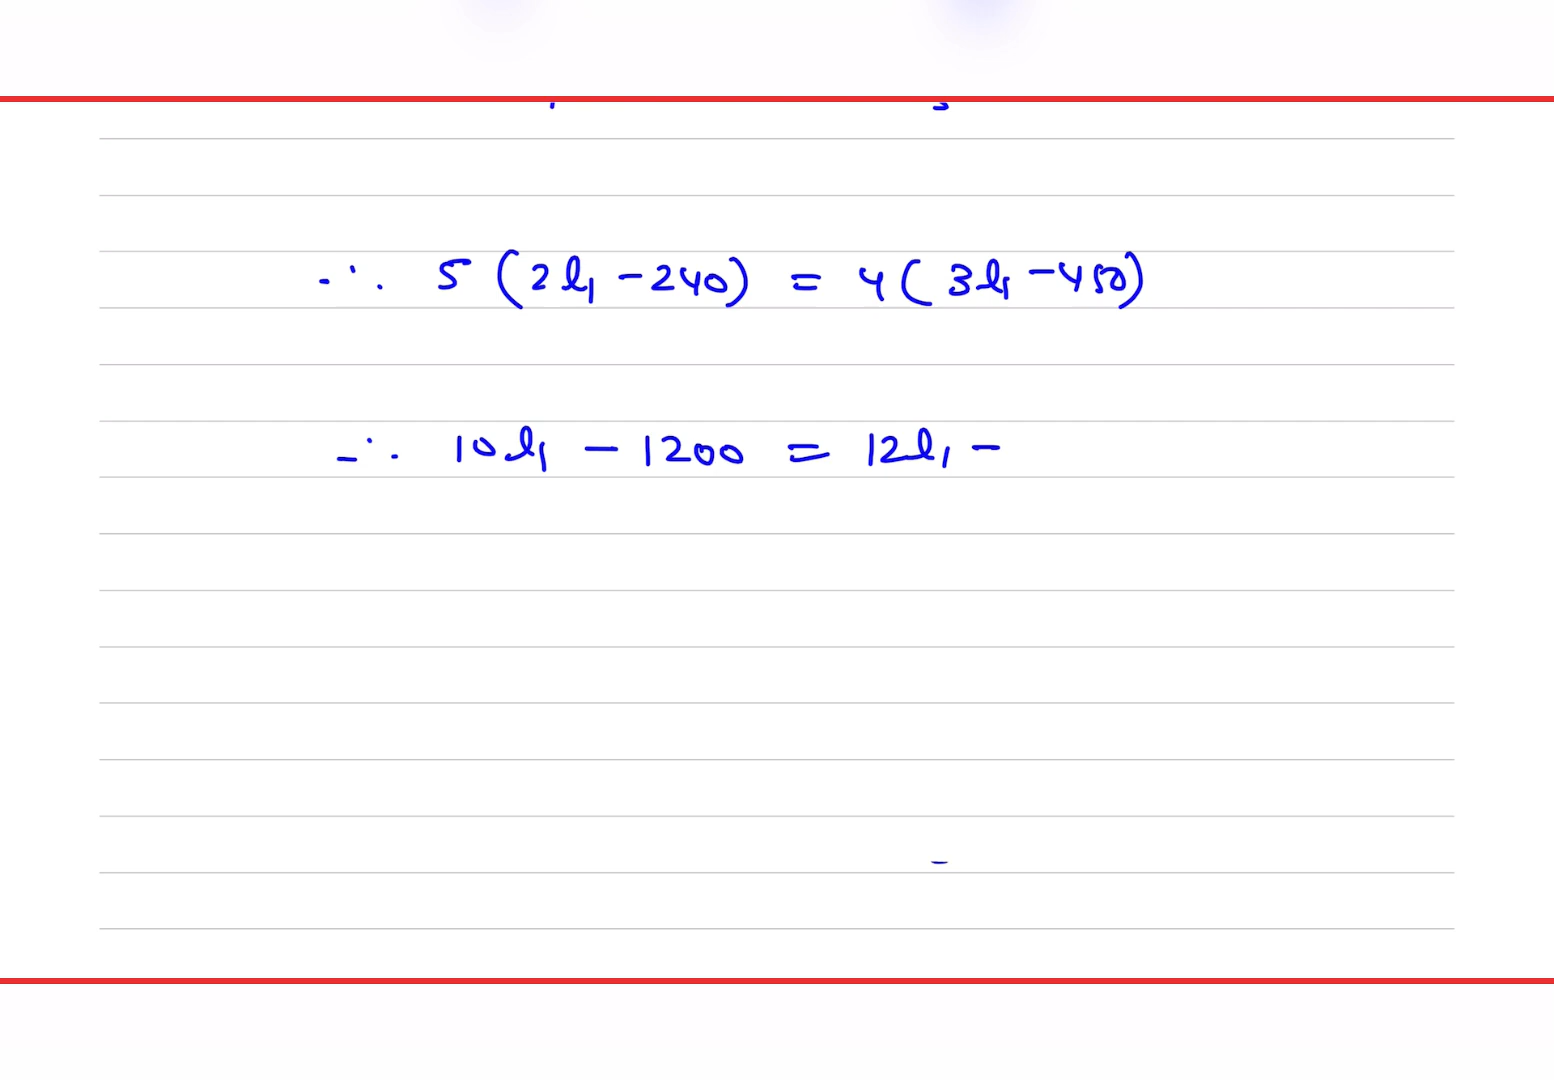 ∴ 5 (2l₁ - 240) = 4 (3l₁ - 450)
∴ 10l₁ - 1200 = 12l₁ -